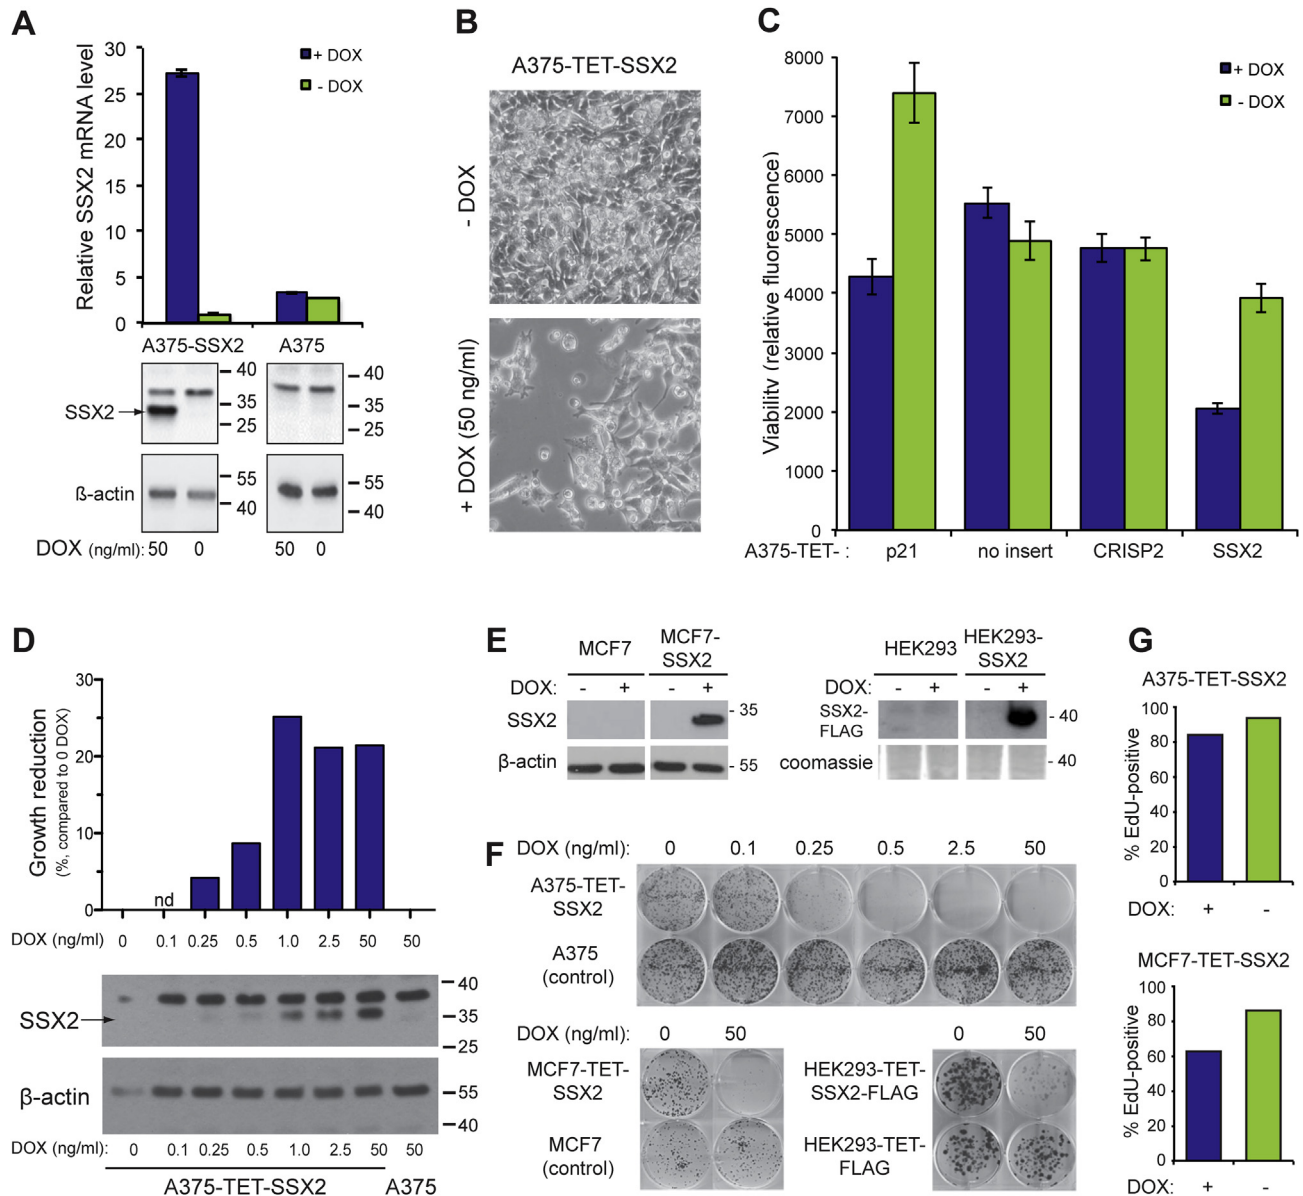 A
Relative SSX2 mRNA level
30
25
20
15
10
5
0
+ DOX
- DOX
A375-SSX2 A375
SSX2
40
35
25
40
35
25
ß-actin
55
40
55
40
DOX (ng/ml): 50 0 50 0
B
A375-TET-SSX2
- DOX
+ DOX (50 ng/ml)
C
Viability (relative fluorescence)
8000
7000
6000
5000
4000
3000
2000
1000
0
+ DOX
- DOX
A375-TET- : p21 no insert CRISP2 SSX2
D
Growth reduction
(%, compared to 0 DOX)
30
20
10
0
nd
DOX (ng/ml) 0 0.1 0.25 0.5 1.0 2.5 50 50
SSX2
40
35
25
β-actin
55
40
DOX (ng/ml) 0 0.1 0.25 0.5 1.0 2.5 50 50
A375-TET-SSX2 A375
E
MCF7 MCF7-
SSX2
DOX: - + - +
SSX2
- 35
β-actin
- 55
HEK293 HEK293-
SSX2
DOX: - + - +
SSX2-
FLAG
- 40
coomassie
- 40
F
DOX (ng/ml): 0 0.1 0.25 0.5 2.5 50
A375-TET-
SSX2
A375
(control)
DOX (ng/ml): 0 50 0 50
MCF7-TET-
SSX2
MCF7
(control)
HEK293-TET-
SSX2-FLAG
HEK293-TET-
FLAG
G
A375-TET-SSX2
% EdU-positive
100
80
60
40
20
0
DOX: + -
MCF7-TET-SSX2
% EdU-positive
100
80
60
40
20
0
DOX: + -